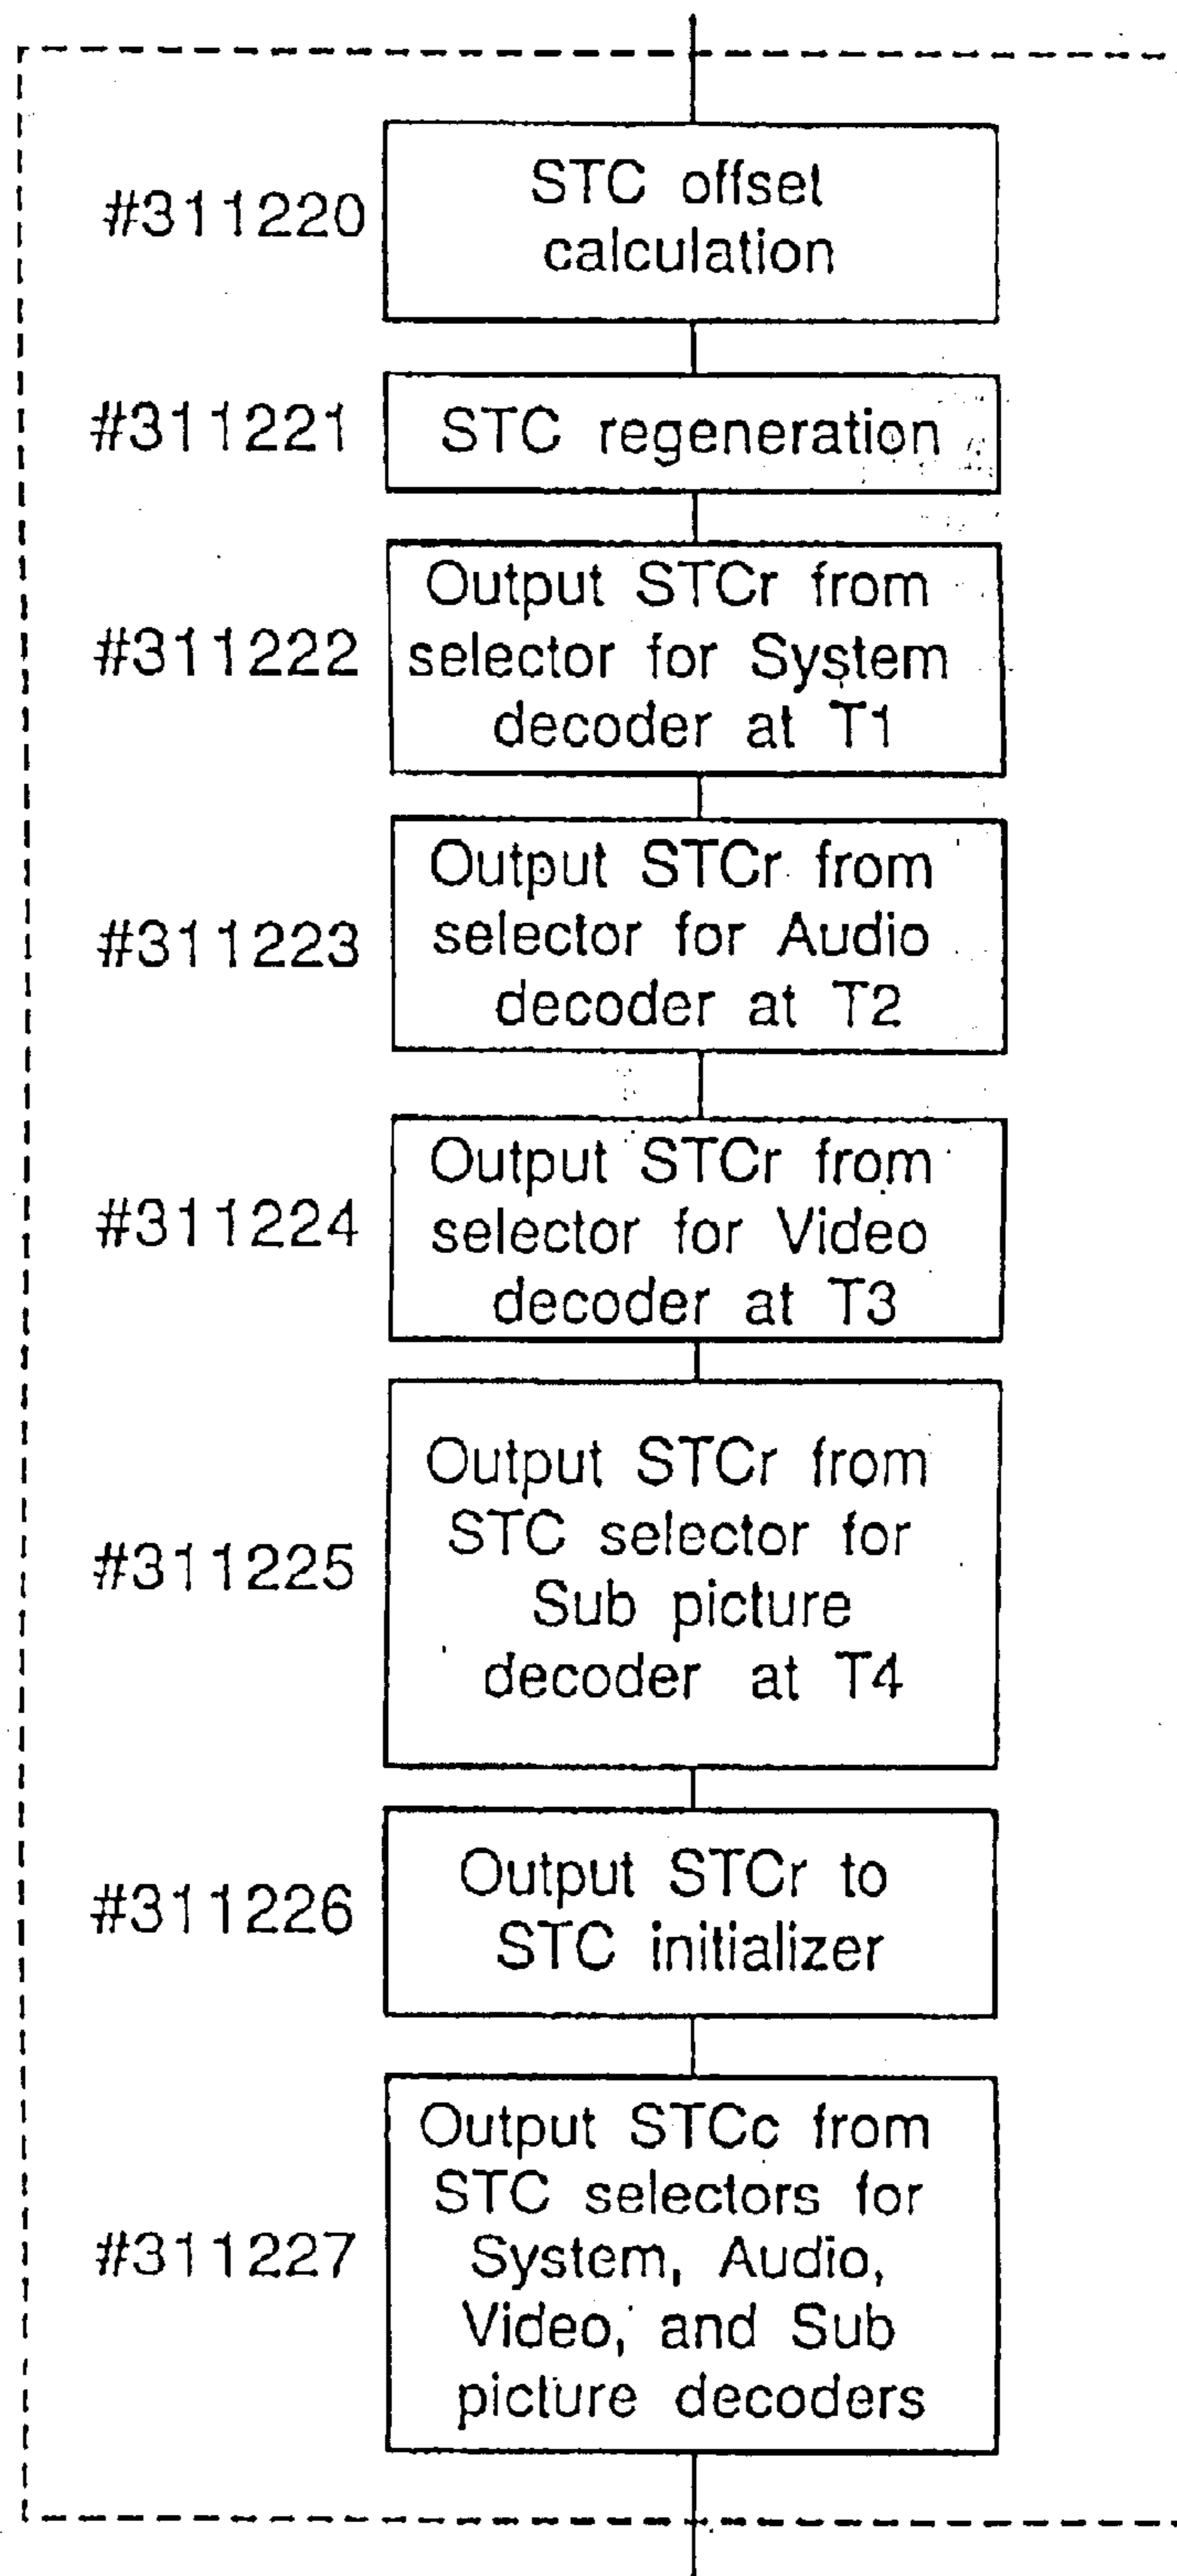 #311220
STC offset
calculation
#311221
STC regeneration
#311222
Output STCr from
selector for System
decoder at T1
#311223
Output STCr from
selector for Audio
decoder at T2
#311224
Output STCr from
selector for Video
decoder at T3
#311225
Output STCr from
STC selector for
Sub picture
decoder at T4
#311226
Output STCr to
STC initializer
#311227
Output STCc from
STC selectors for
System, Audio,
Video, and Sub
picture decoders